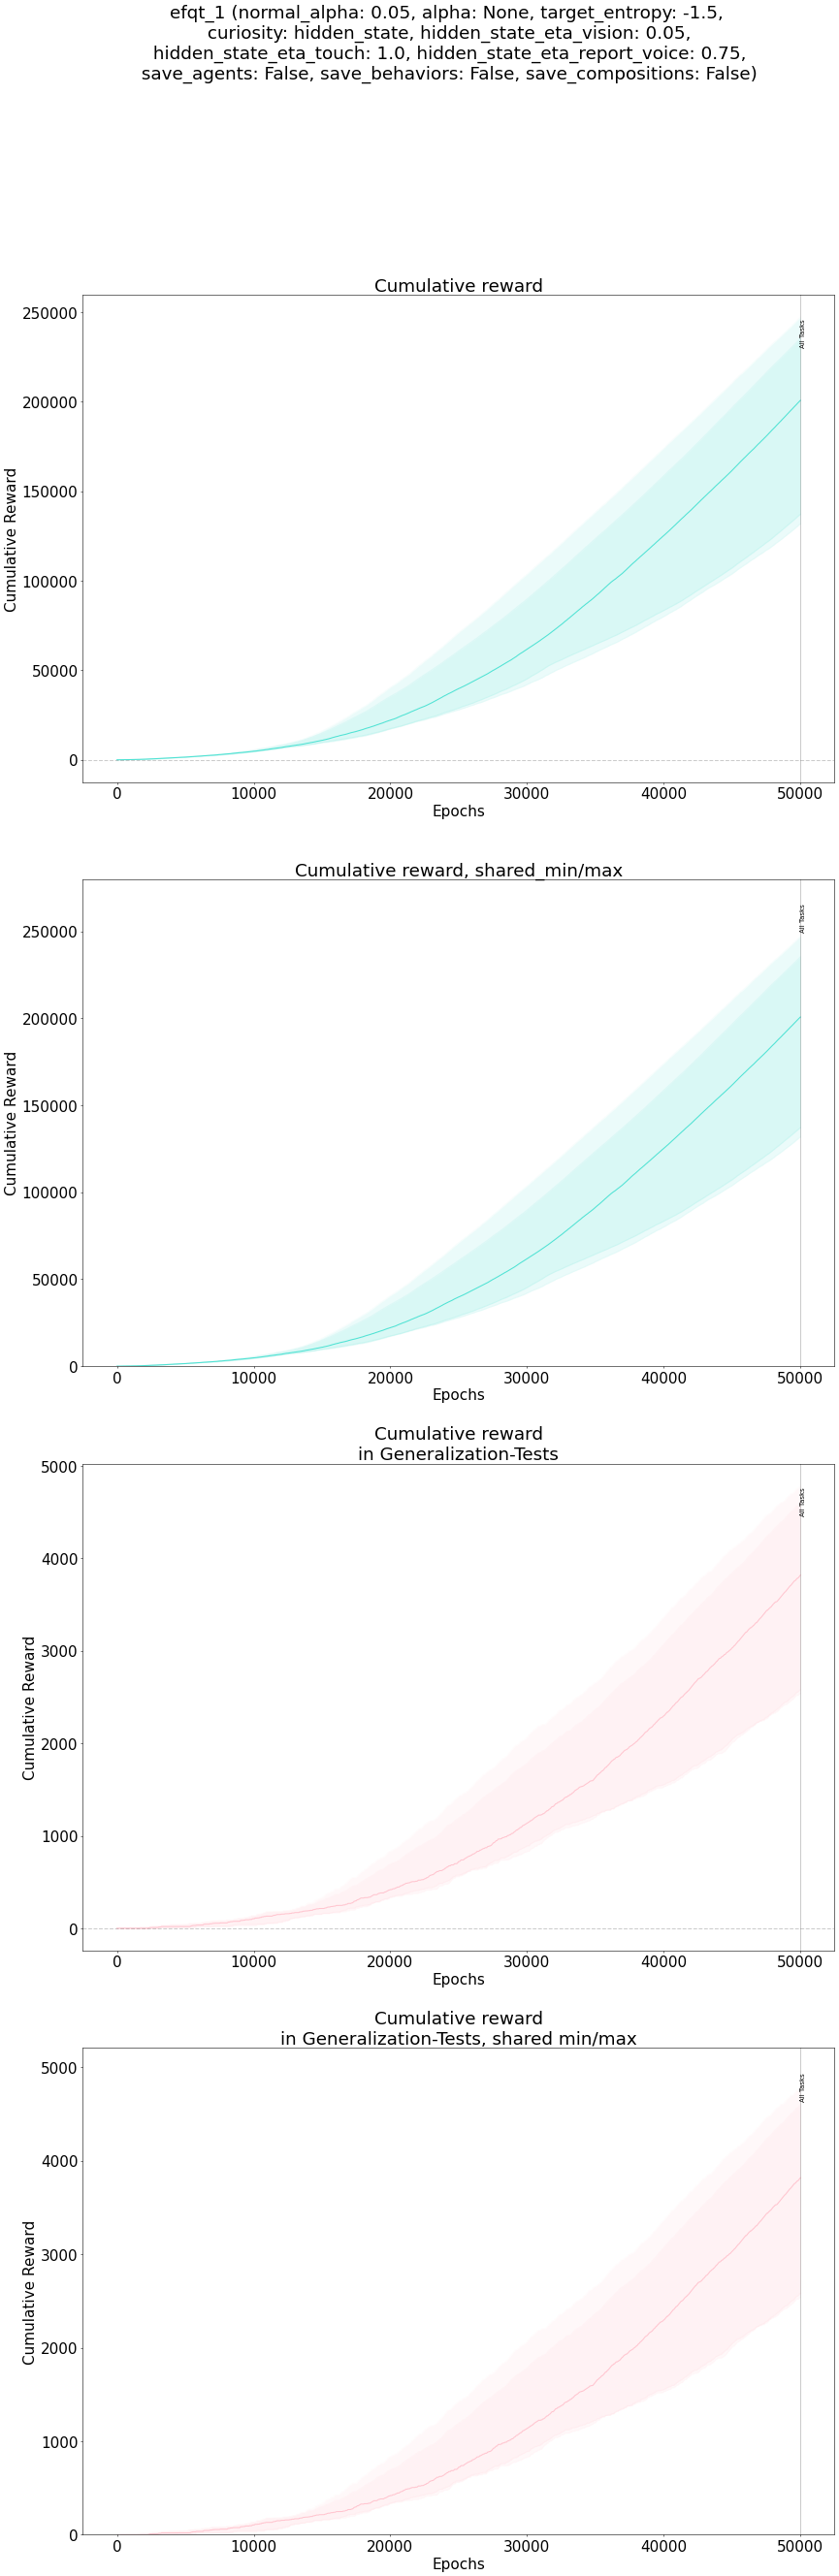 efqt_1 (normal_alpha: 0.05, alpha: None, target_entropy: -1.5,
curiosity: hidden_state, hidden_state_eta_vision: 0.05,
hidden_state_eta_touch: 1.0, hidden_state_eta_report_voice: 0.75,
save_agents: False, save_behaviors: False, save_compositions: False)
Cumulative reward
250000
200000
150000
100000
50000
0
Cumulative Reward
All Tasks
0 10000 20000 30000 40000 50000
Epochs
Cumulative reward, shared_min/max
250000
200000
150000
100000
50000
0
Cumulative Reward
All Tasks
0 10000 20000 30000 40000 50000
Epochs
Cumulative reward
in Generalization-Tests
5000
4000
3000
2000
1000
0
Cumulative Reward
All Tasks
0 10000 20000 30000 40000 50000
Epochs
Cumulative reward
in Generalization-Tests, shared min/max
5000
4000
3000
2000
1000
0
Cumulative Reward
All Tasks
0 10000 20000 30000 40000 50000
Epochs